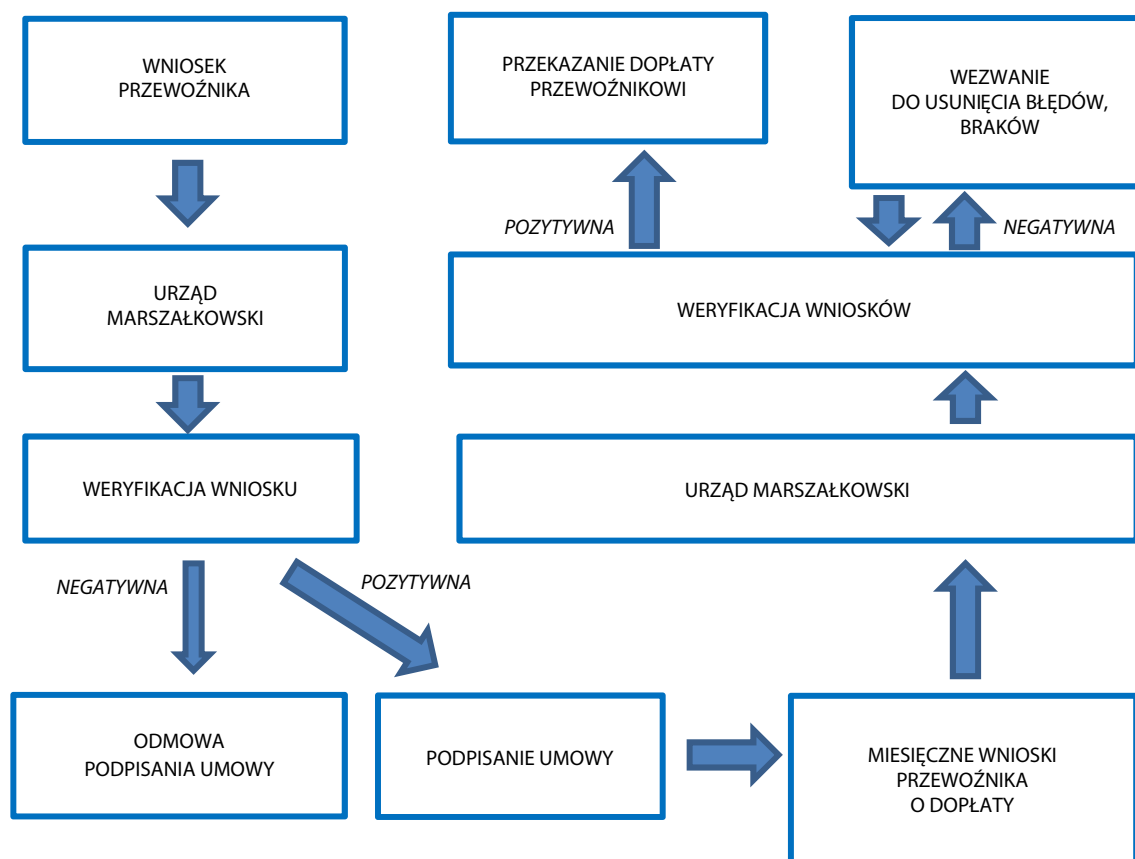 WNIOSEK
PRZEWOŹNIKA
PRZEKAZANIE DOPŁATY
PRZEWOŹNIKOWI
WEZWANIE
DO USUNIĘCIA BŁĘDÓW,
BRAKÓW
POZYTYWNA
NEGATYWNA
URZĄD
MARSZAŁKOWSKI
WERYFIKACJA WNIOSKÓW
WERYFIKACJA WNIOSKU
URZĄD MARSZAŁKOWSKI
NEGATYWNA
POZYTYWNA
ODMOWA
PODPISANIA UMOWY
PODPISANIE UMOWY
MIESIĘCZNE WNIOSKI
PRZEWOŹNIKA
O DOPŁATY